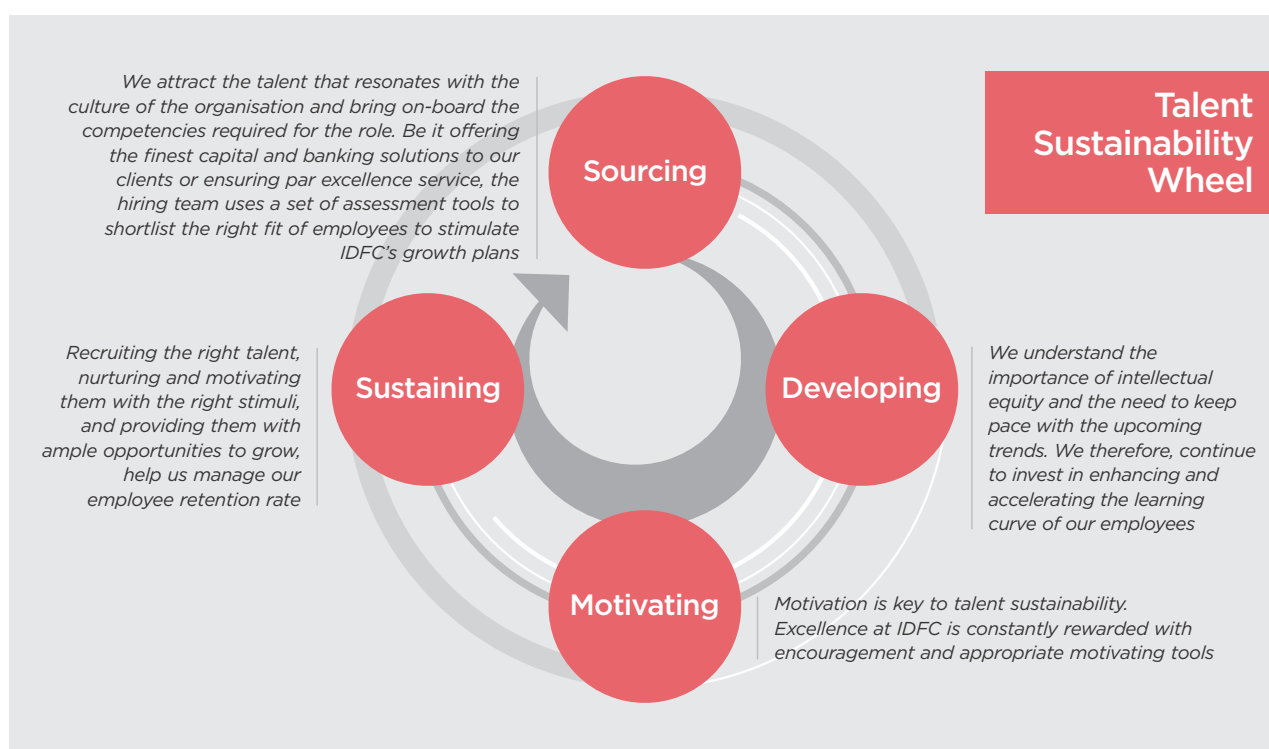 Talent
Sustainability
Wheel
We attract the talent that resonates with the
culture of the organisation and bring on-board the
competencies required for the role. Be it offering
the finest capital and banking solutions to our
clients or ensuring par excellence service, the
hiring team uses a set of assessment tools to
shortlist the right fit of employees to stimulate
IDFC's growth plans
Sourcing
Developing
We understand the
importance of intellectual
equity and the need to keep
pace with the upcoming
trends. We therefore, continue
to invest in enhancing and
accelerating the learning
curve of our employees
Motivating
Motivation is key to talent sustainability.
Excellence at IDFC is constantly rewarded with
encouragement and appropriate motivating tools
Sustaining
Recruiting the right talent,
nurturing and motivating
them with the right stimuli,
and providing them with
ample opportunities to grow,
help us manage our
employee retention rate